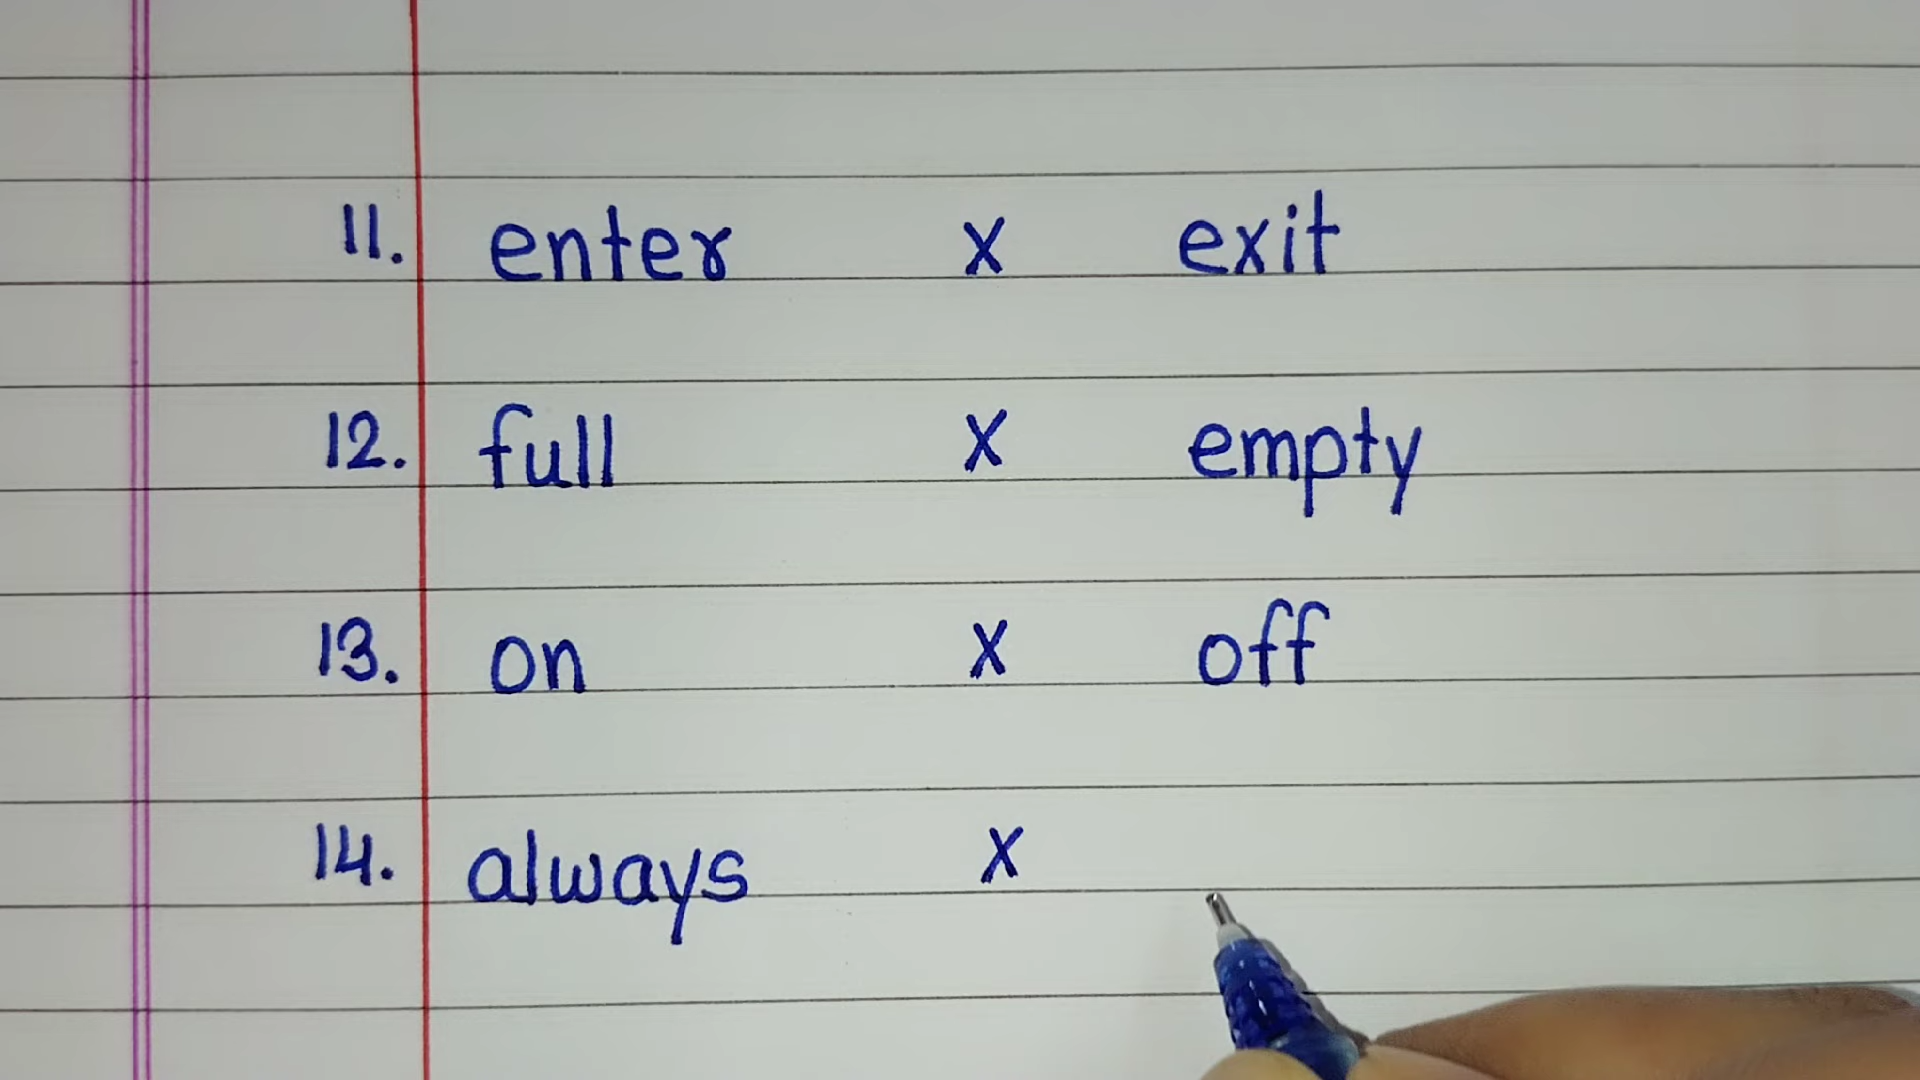 11. enter x exit
12. full x empty
13. on x off
14. always x